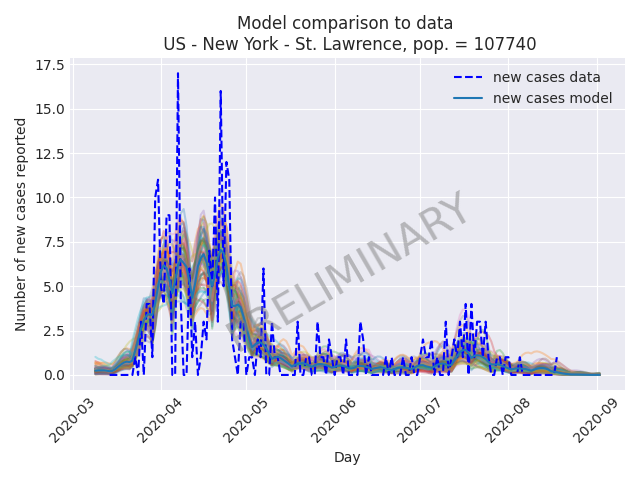 Model comparison to data
US - New York - St. Lawrence, pop. = 107740
17.5
15.0
12.5
10.0
7.5
5.0
2.5
0.0
Number of new cases reported
new cases data
new cases model
PRELIMINARY
2020-03
2020-04
2020-05
2020-06
2020-07
2020-08
2020-09
Day